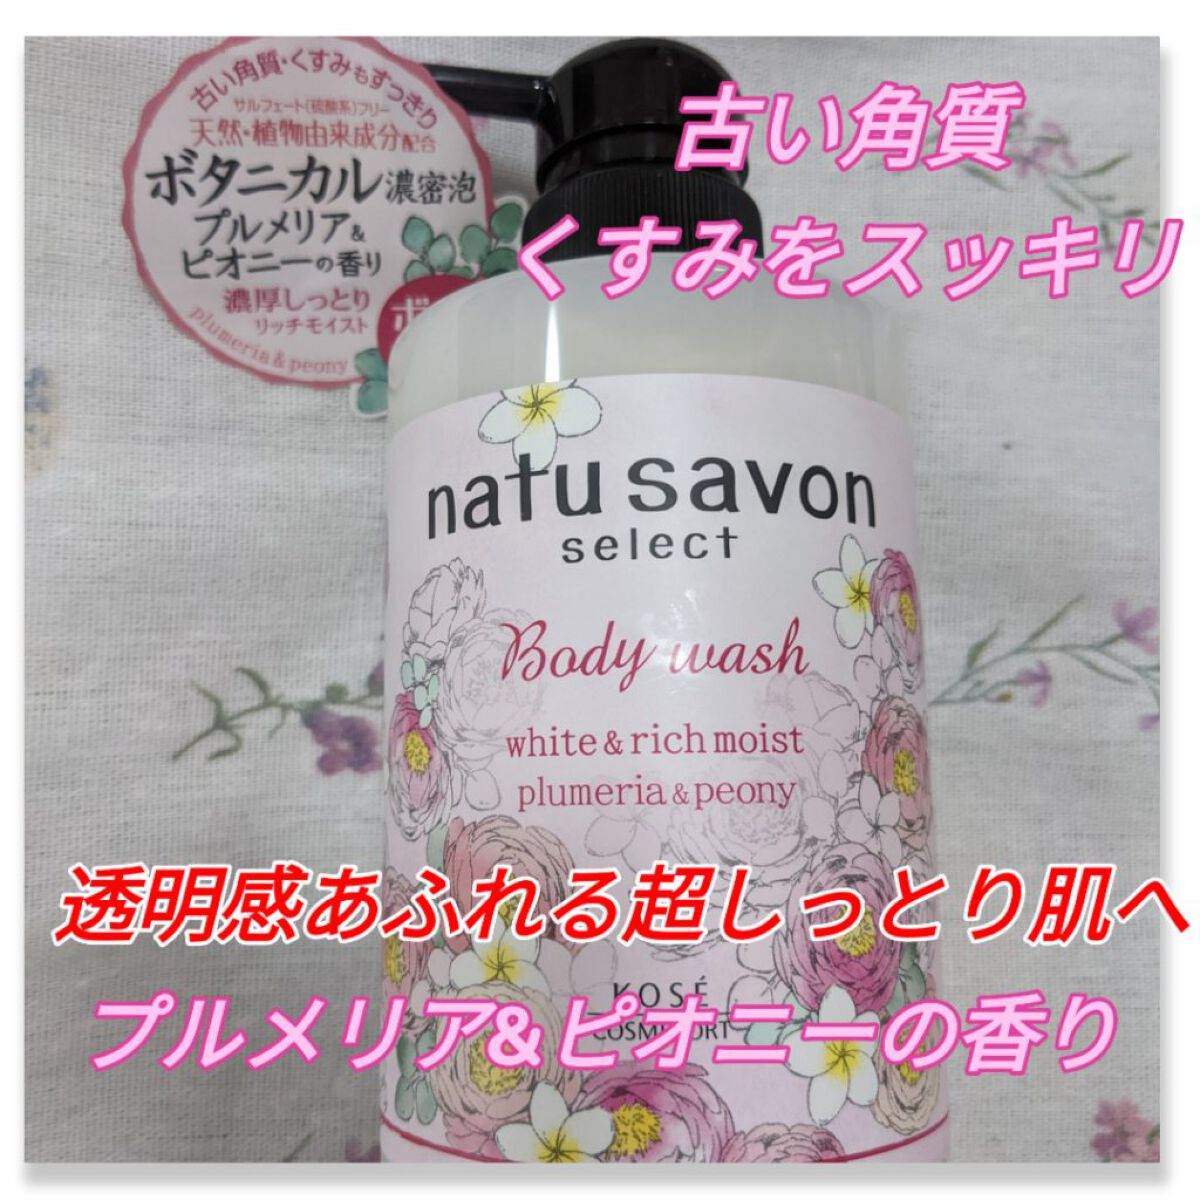 古い角質・くすみもすっきり
サルフェート(硫酸系)フリー
天然・植物由来成分配合
ボタニカル濃密泡
プルメリア&
ピオニーの香り
濃厚しっとり
リッチモイスト
plumeria & peony
ボ
古い角質
くすみをスッキリ
natu savon
select
Body wash
white & rich moist
plumeria & peony
透明感あふれる超しっとり肌へ
KOSÉ
プルメリア&ピオニーの香り